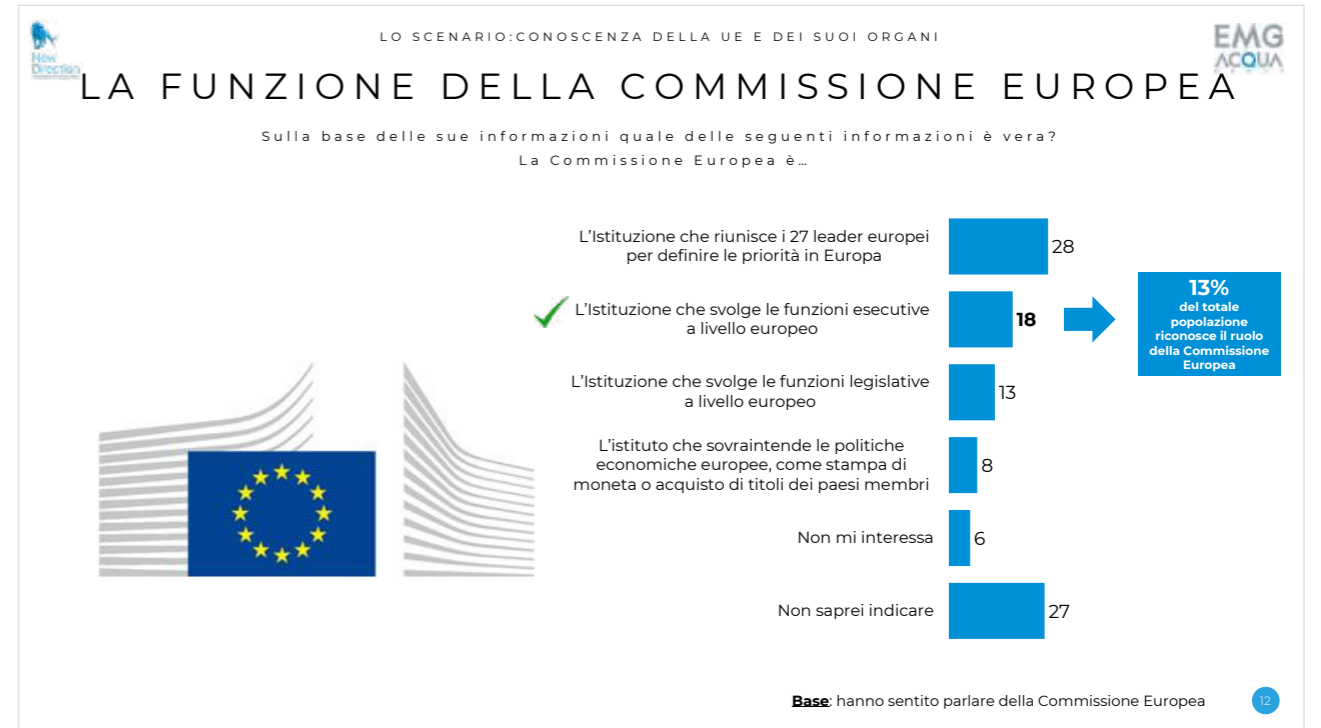 New
Direction
LO SCENARIO:CONOSCENZA DELLA UE E DEI SUOI ORGANI
EMG
ACQUA
LA FUNZIONE DELLA COMMISSIONE EUROPEA
Sulla base delle sue informazioni quale delle seguenti informazioni è vera?
La Commissione Europea è…
L'Istituzione che riunisce i 27 leader europei
per definire le priorità in Europa
28
L'Istituzione che svolge le funzioni esecutive
a livello europeo
18
13%
del totale
popolazione
riconosce il ruolo
della Commissione
Europea
L'Istituzione che svolge le funzioni legislative
a livello europeo
13
L'istituto che sovraintende le politiche
economiche europee, come stampa di
moneta o acquisto di titoli dei paesi membri
8
Non mi interessa
6
Non saprei indicare
27
Base: hanno sentito parlare della Commissione Europea
12